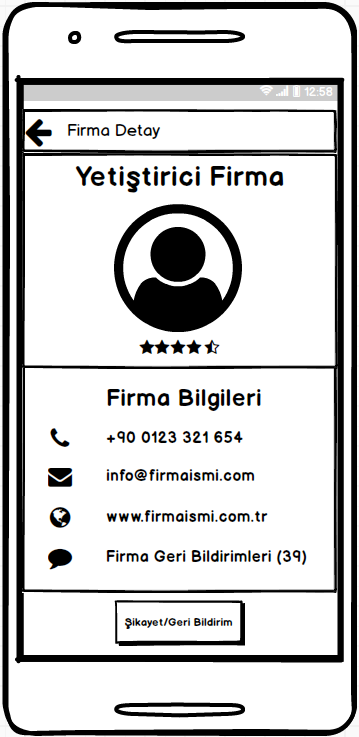 12:58
Firma Detay
Yetiştirici Firma
Firma Bilgileri
+90 0123 321 654
info@firmaismi.com
www.firmaismi.com.tr
Firma Geri Bildirimleri (39)
Şikayet/Geri Bildirim